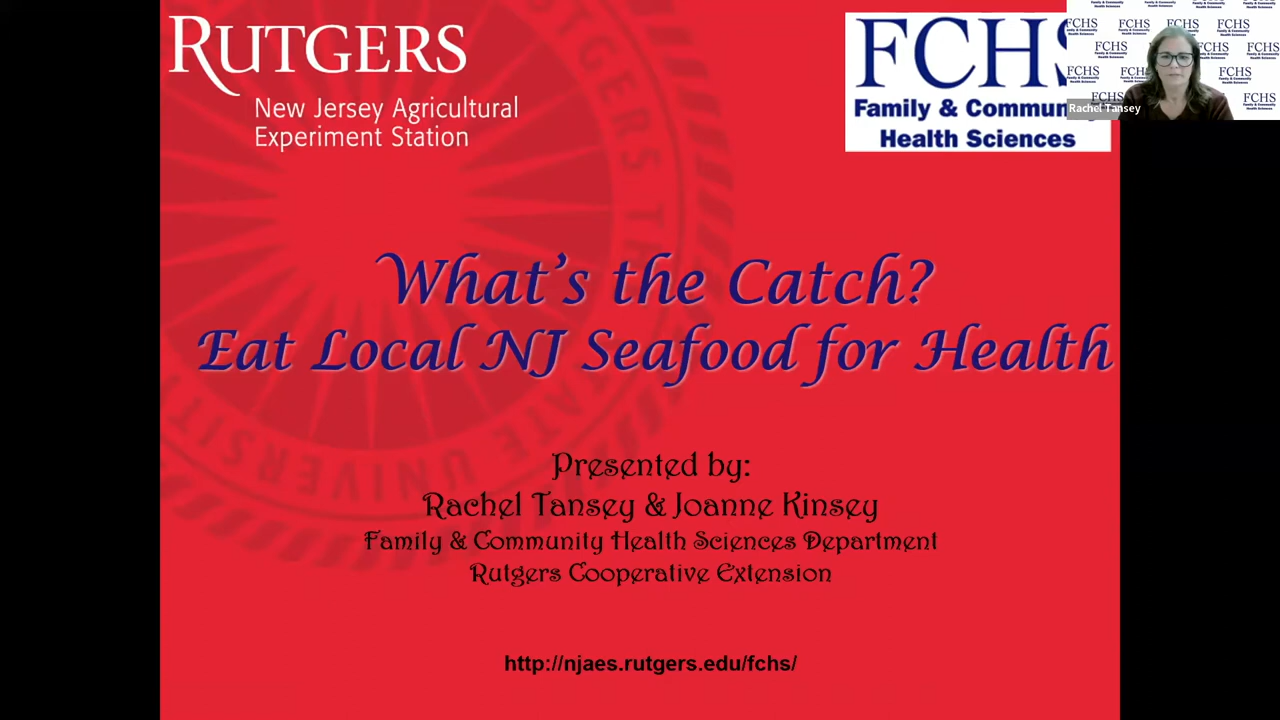 RUTGERS
New Jersey Agricultural
Experiment Station
FCHS
Family & Commun
Health Sciences
Rachel Tansey
What's the Catch?
Eat Local NJ Seafood for Health
Presented by:
Rachel Tansey & Joanne Kinsey
Family & Community Health Sciences Department
Rutgers Cooperative Extension
http://njaes.rutgers.edu/fchs/